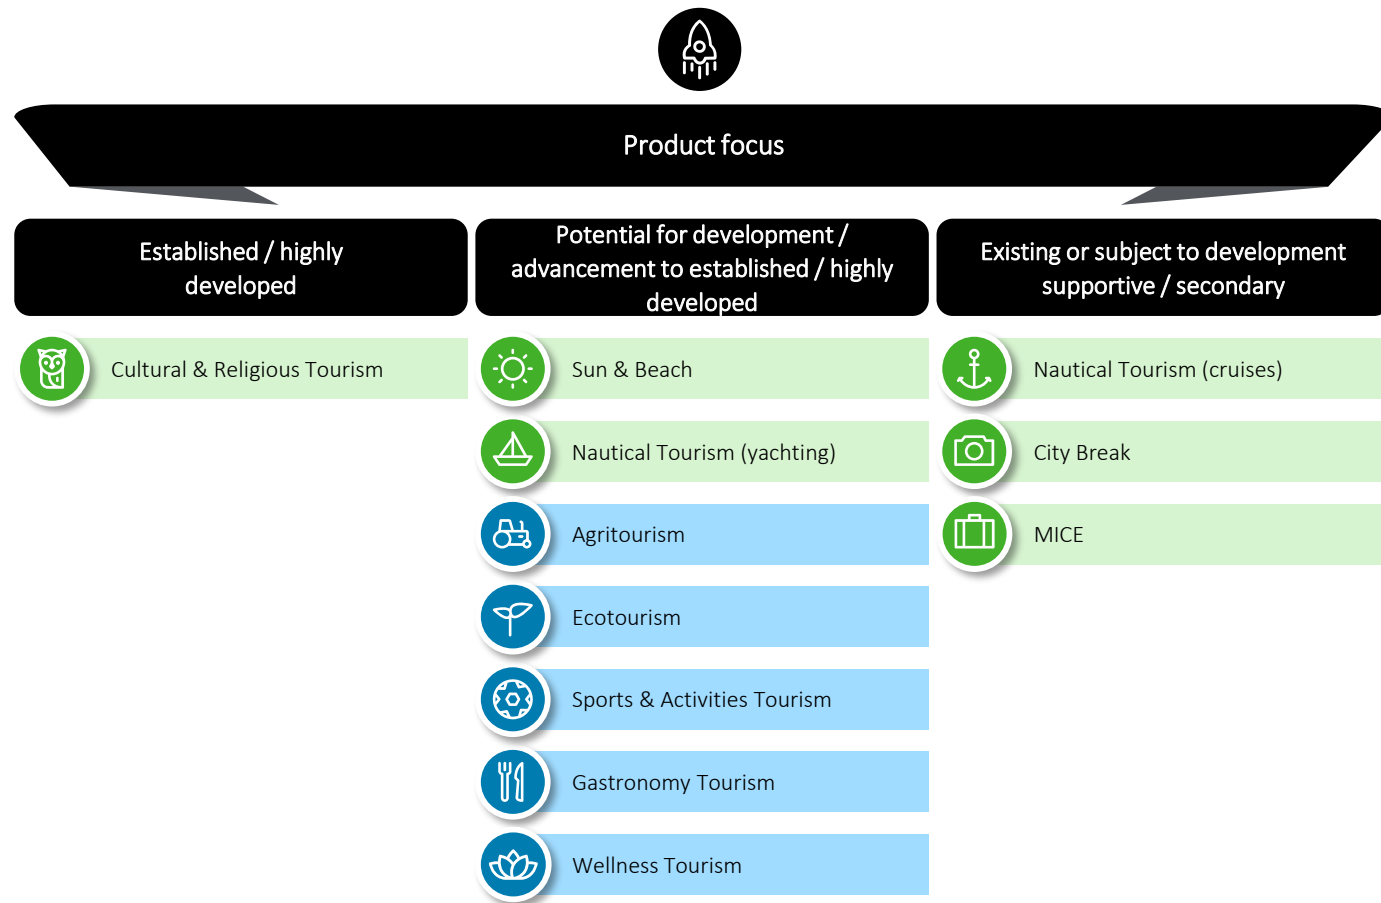 Product focus
Established / highly
developed
Potential for development /
advancement to established / highly
developed
Existing or subject to development
supportive / secondary
Cultural & Religious Tourism
Sun & Beach
Nautical Tourism (yachting)
Agritourism
Ecotourism
Sports & Activities Tourism
Gastronomy Tourism
Wellness Tourism
Nautical Tourism (cruises)
City Break
MICE